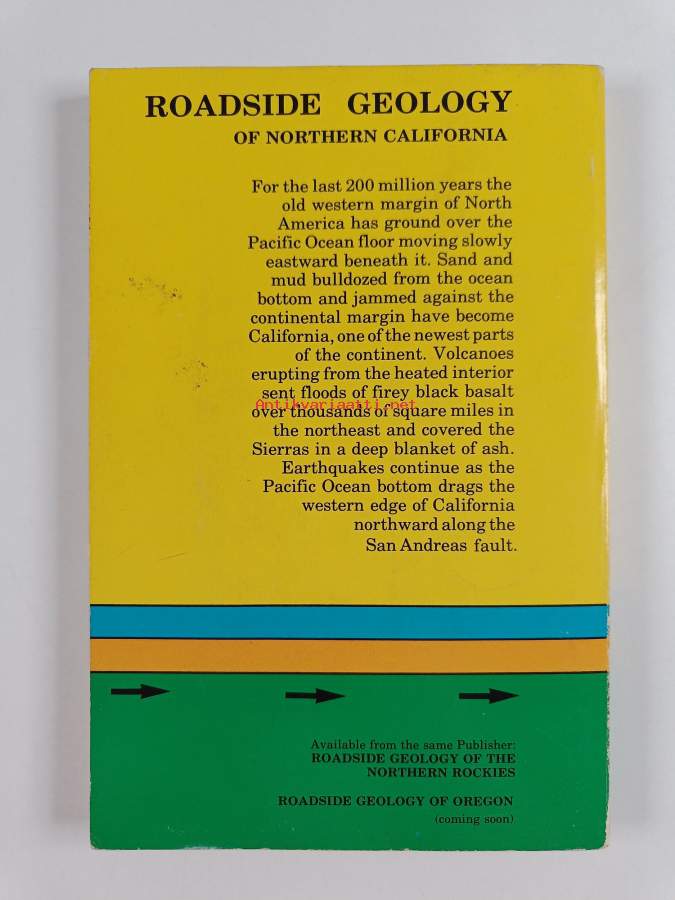 ROADSIDE GEOLOGY
OF NORTHERN CALIFORNIA
For the last 200 million years the
old western margin of North
America has ground over the
Pacific Ocean floor moving slowly
eastward beneath it. Sand and
mud bulldozed from the ocean
bottom and jammed against the
continental margin have become
California, one of the newest parts
of the continent. Volcanoes
erupting from the heated interior
sent floods of firey black basalt
Antikvariaatti.net
over thousands of square miles in
the northeast and covered the
Sierras in a deep blanket of ash.
Earthquakes continue as the
Pacific Ocean bottom drags the
western edge of California
northward along the
San Andreas fault.
Available from the same Publisher:
ROADSIDE GEOLOGY OF THE
NORTHERN ROCKIES
ROADSIDE GEOLOGY OF OREGON
(coming soon)